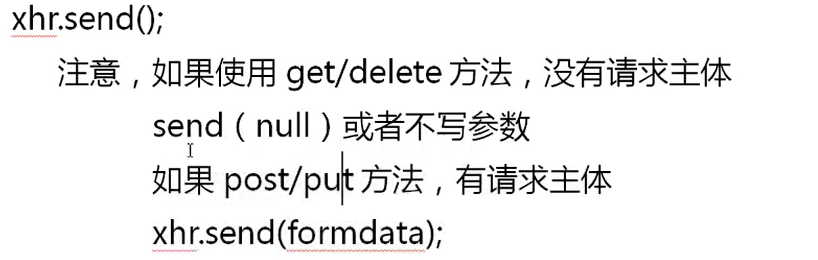 xhr.send();
注意，如果使用 get/delete 方法，没有请求主体
send（null）或者不写参数
如果 post/put 方法，有请求主体
xhr.send(formdata);